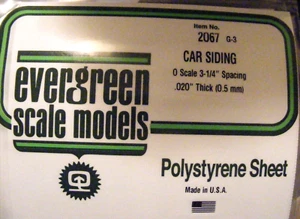 Item No.
2067 G-3
CAR SIDING
O Scale 3-1/4" Spacing
.020" Thick (0.5 mm)
evergreen
scale models
Polystyrene Sheet
Made in U.S.A.